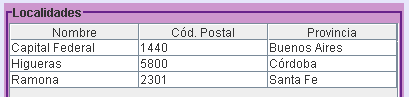 Localidades
Nombre Cód. Postal Provincia
Capital Federal 1440 Buenos Aires
Higueras 5800 Córdoba
Ramona 2301 Santa Fe